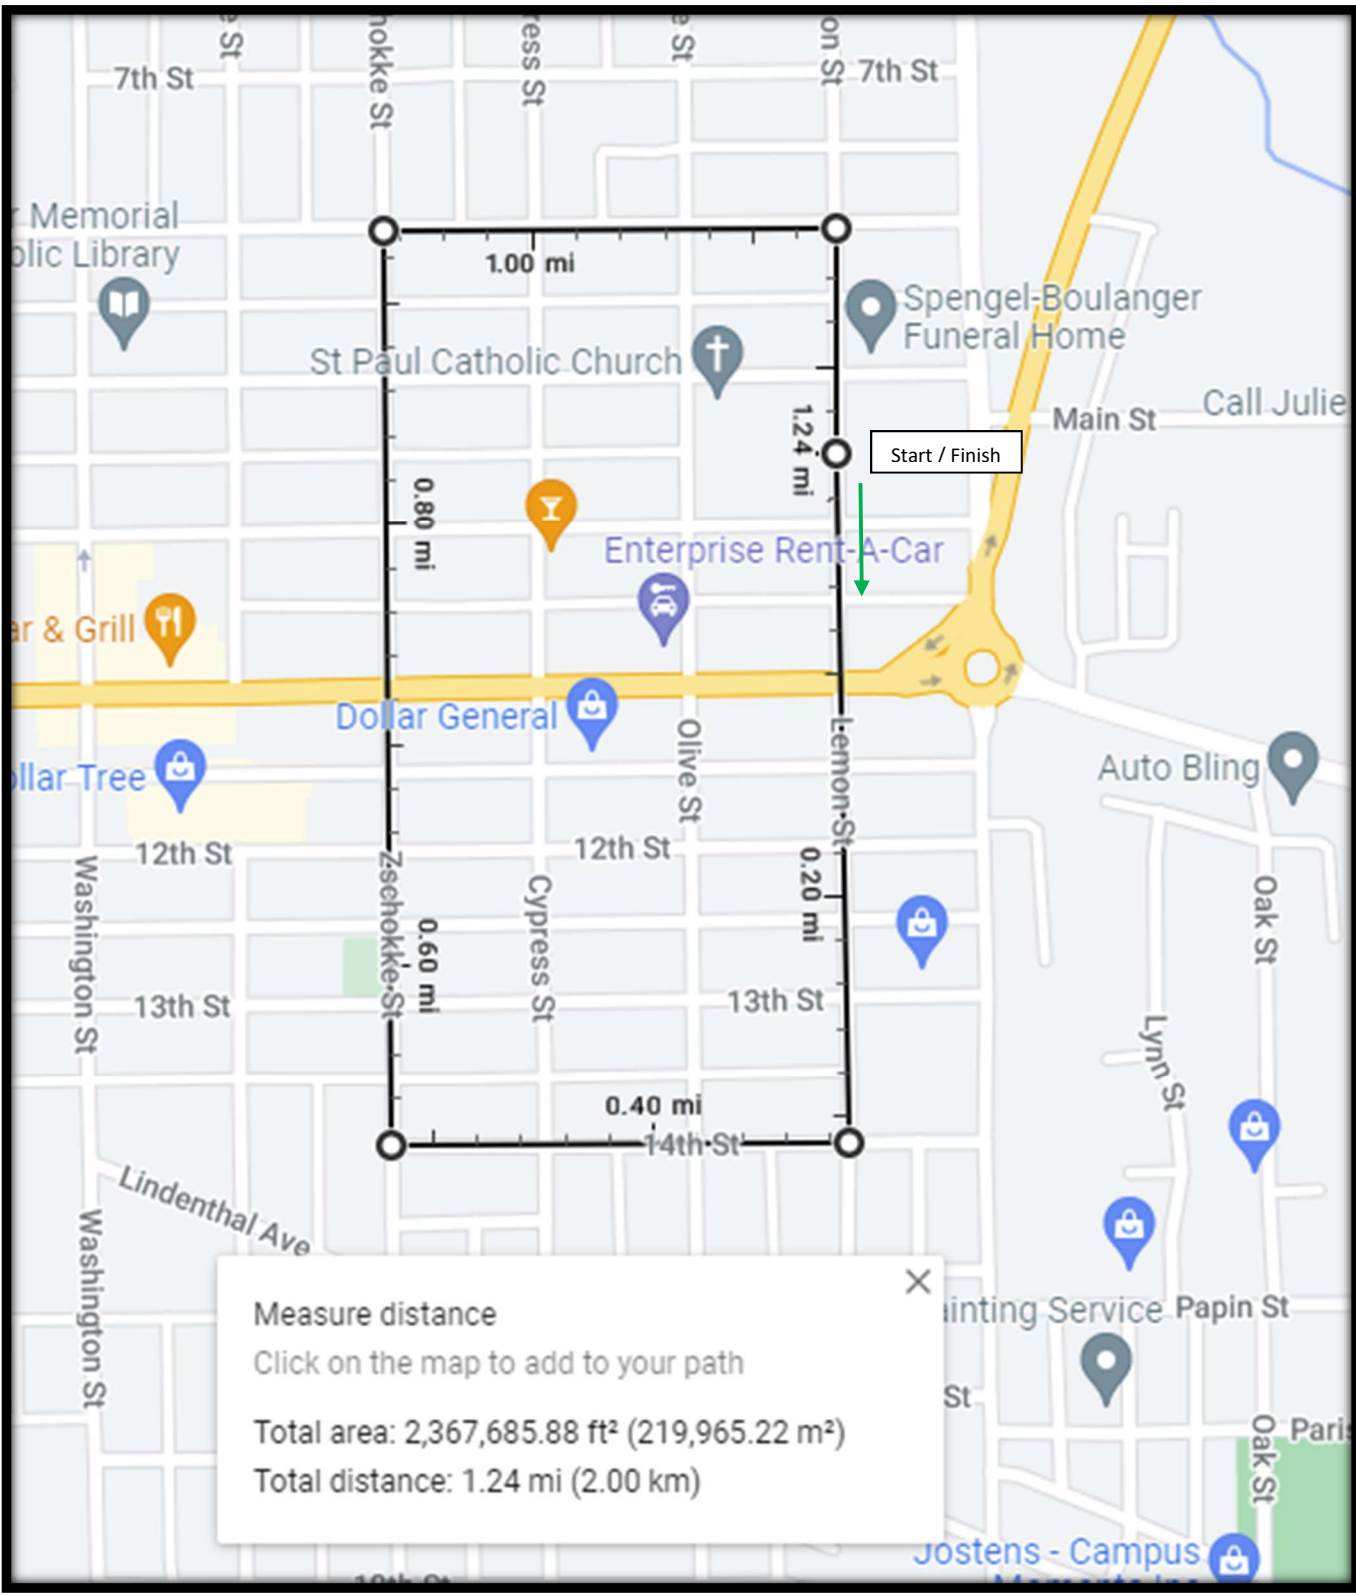 e St
hokke St
ress St
e St
on St
7th St
7th St
r Memorial
blic Library
1.00 mi
Spengel-Boulanger
Funeral Home
St Paul Catholic Church
Call Julie
Main St
1.24 mi
Start / Finish
0.80 mi
Enterprise Rent-A-Car
ar & Grill
Dollar General
Olive St
Lemon St
ollar Tree
Auto Bling
12th St
12th St
0.20 mi
Washington St
Zschokke St
Cypress St
0.60 mi
Oak St
13th St
13th St
Lynn St
0.40 mi
14th St
Lindenthal Ave
Washington St
Measure distance
Click on the map to add to your path
Total area: 2,367,685.88 ft² (219,965.22 m²)
Total distance: 1.24 mi (2.00 km)
ainting Service
Papin St
St
Paris
Oak St
Jostens - Campus